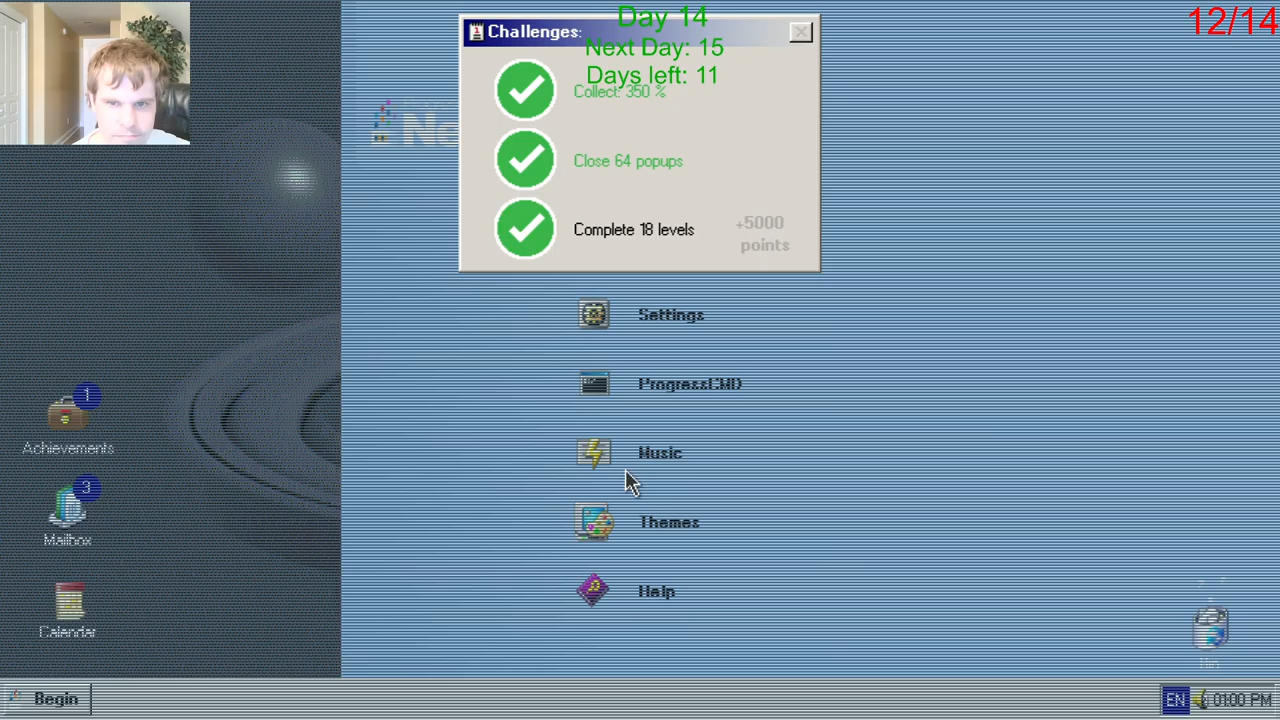 Day 14
12/14
Challenges:
Next Day: 15
Days left: 11
Collect: 350 %
Close 64 popups
Complete 18 levels
+5000
points
Settings
ProgressCMD
Music
Themes
Help
1
Achievements
3
Mailbox
Calendar
Bin
Begin
EN
01:00 PM